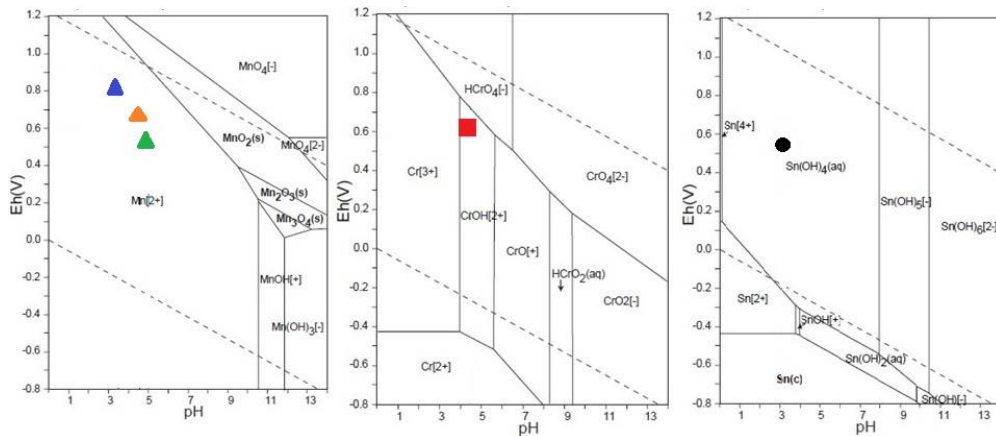 1.2
1.0
0.8
0.6
0.4
0.2
0.0
-0.2
-0.4
-0.6
-0.8
Eh(V)
MnO4[-]
MnO2(s)
MnO4[2-]
Mn2O3(s)
Mn[2+]
Mn3O4(s)
MnOH[+]
Mn(OH)3[-]
1 3 5 7 9 11 13
pH
1.2
1.0
0.8
0.6
0.4
0.2
0.0
-0.2
-0.4
-0.6
-0.8
Eh(V)
HCrO4[-]
Cr[3+]
CrO4[2-]
CrOH[2+]
CrO[+]
HCrO2(aq)
CrO2[-]
Cr[2+]
1 3 5 7 9 11 13
pH
1.2
1.0
0.8
0.6
0.4
0.2
0.0
-0.2
-0.4
-0.6
-0.8
Eh(V)
Sn[4+]
Sn(OH)4(aq)
Sn(OH)5[-]
Sn(OH)6[2-]
Sn[2+]
SnOH[+]
Sn(OH)2(aq)
Sn(c)
Sn(OH)[-]
1 3 5 7 9 11 13
pH